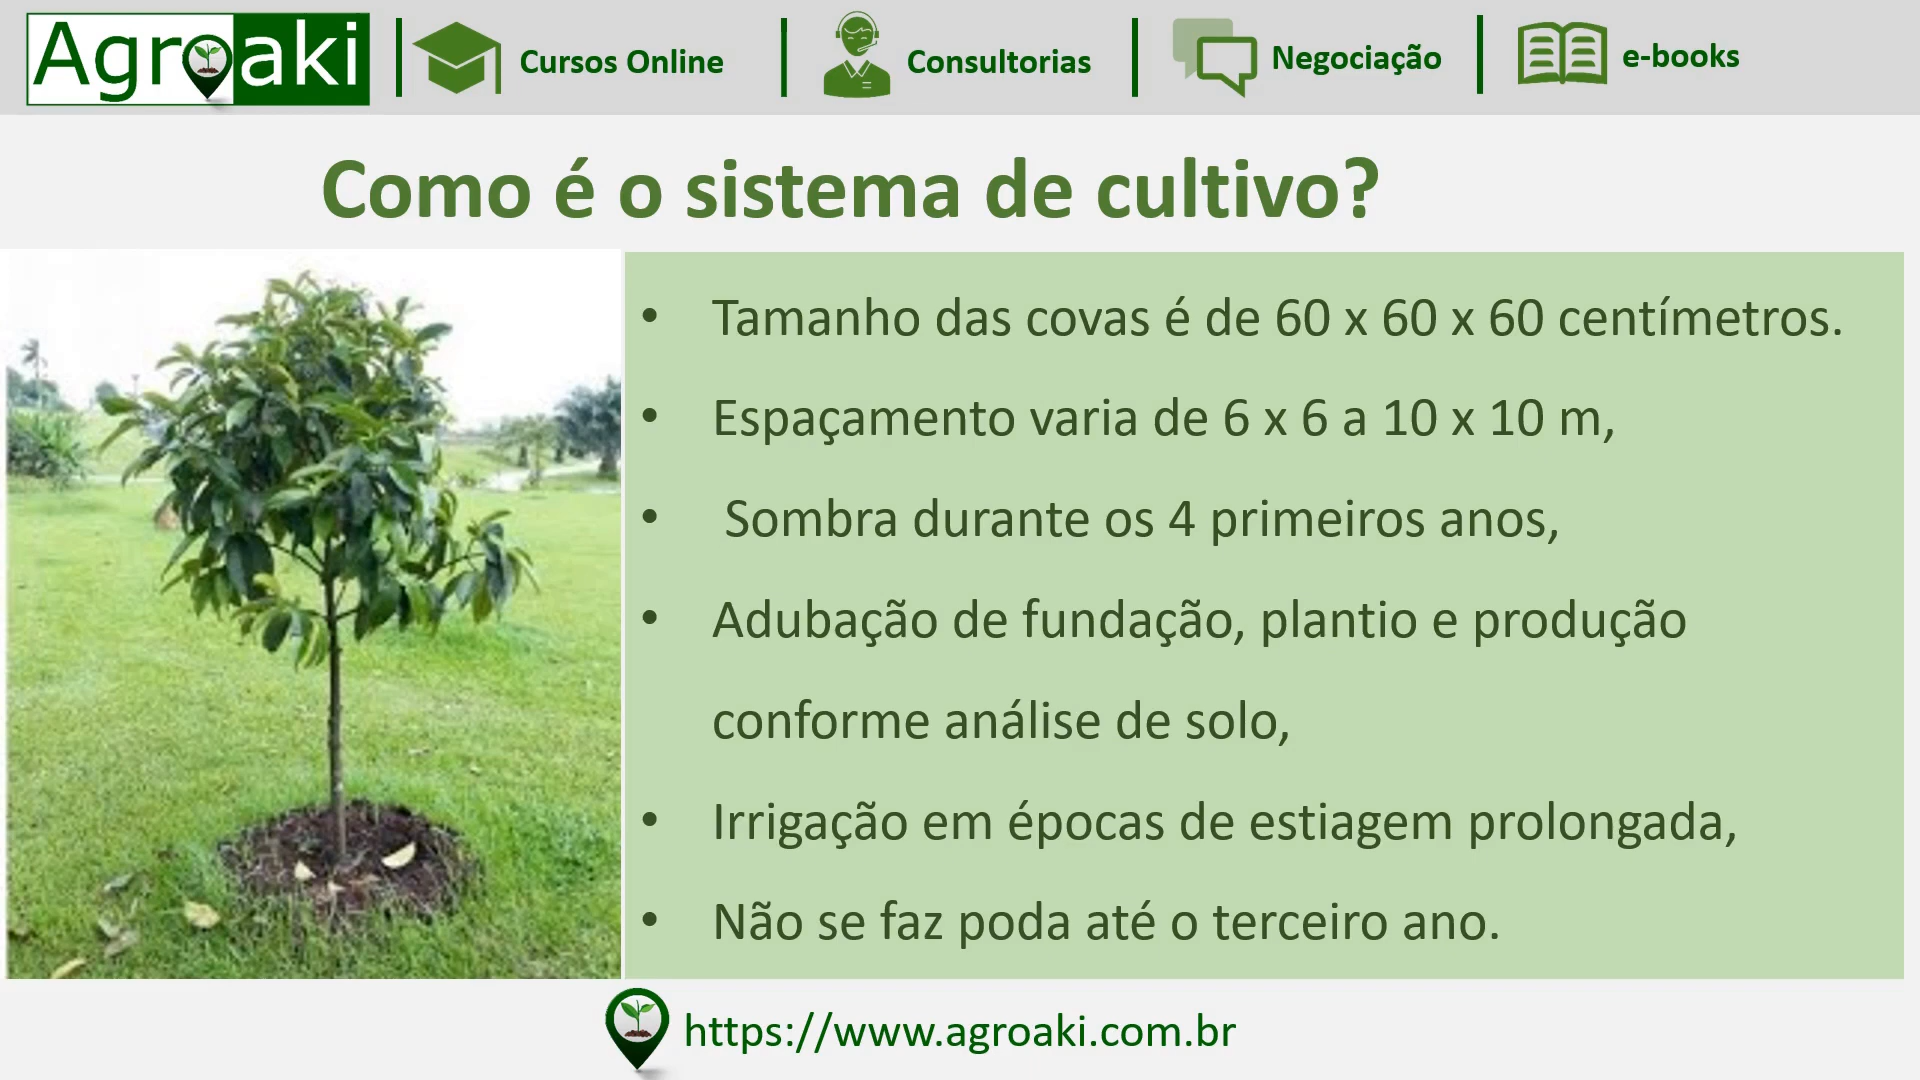 Agroaki
Cursos Online
Consultorias
Negociação
e-books
Como é o sistema de cultivo?
• Tamanho das covas é de 60 x 60 x 60 centímetros.
• Espaçamento varia de 6 x 6 a 10 x 10 m,
• Sombra durante os 4 primeiros anos,
• Adubação de fundação, plantio e produção
conforme análise de solo,
• Irrigação em épocas de estiagem prolongada,
• Não se faz poda até o terceiro ano.
https://www.agroaki.com.br